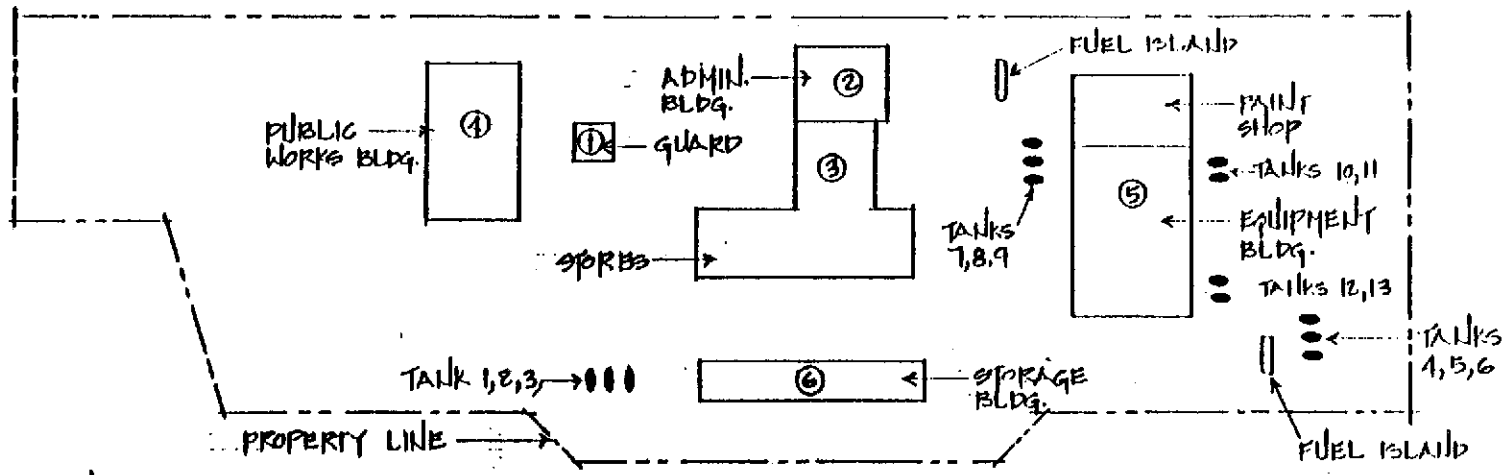 FUEL ISLAND
ADMIN.
BLDG.
②
PAINT
SHOP
PUBLIC
WORKS BLDG.
④
①
GUARD
③
TANKS 10,11
⑤
TANKS
7,8,9
EQUIPMENT
BLDG.
STORES
TANKS 12,13
TANKS
4,5,6
TANK 1,2,3,
⑥
STORAGE
BLDG.
PROPERTY LINE
FUEL ISLAND